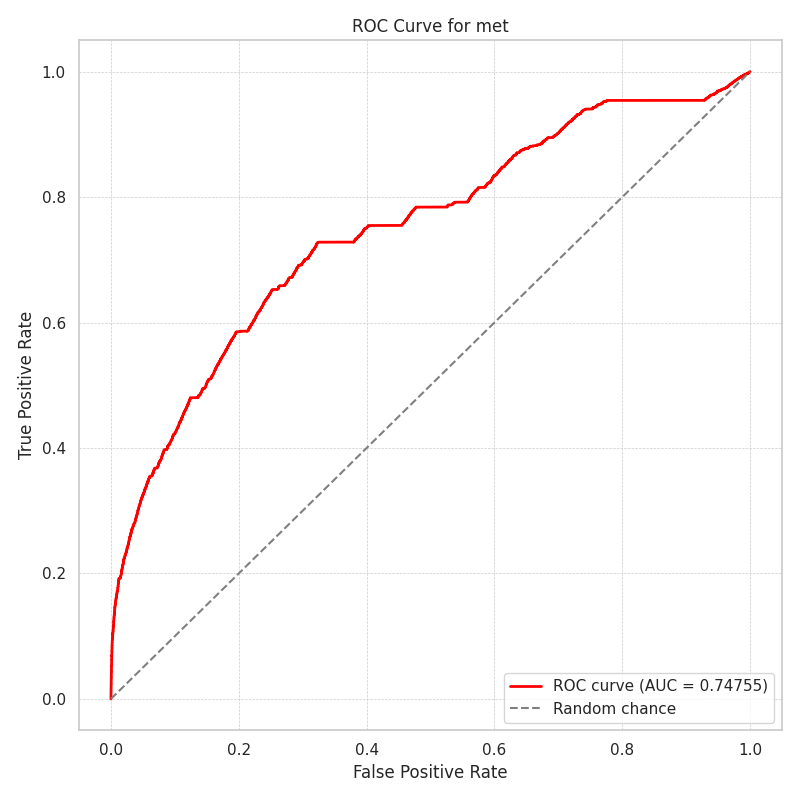 ROC Curve for met
1.0
0.8
0.6
0.4
0.2
0.0
True Positive Rate
0.0 0.2 0.4 0.6 0.8 1.0
False Positive Rate
ROC curve (AUC = 0.74755)
Random chance